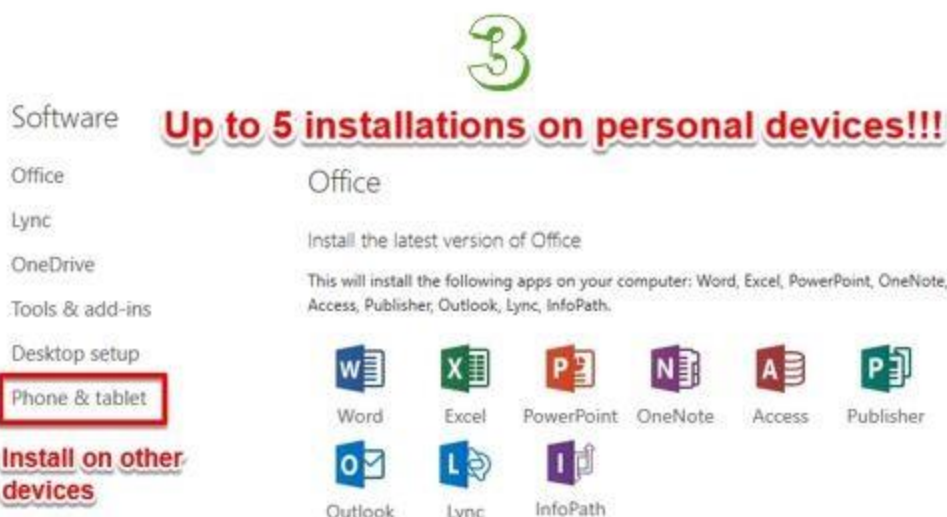 3
Software
Up to 5 installations on personal devices!!!
Office
Lync
OneDrive
Tools & add-ins
Desktop setup
Phone & tablet
Install on other
devices
Office
Install the latest version of Office
This will install the following apps on your computer: Word, Excel, PowerPoint, OneNote,
Access, Publisher, Outlook, Lync, InfoPath.
Word Excel PowerPoint OneNote Access Publisher
Outlook Lync InfoPath